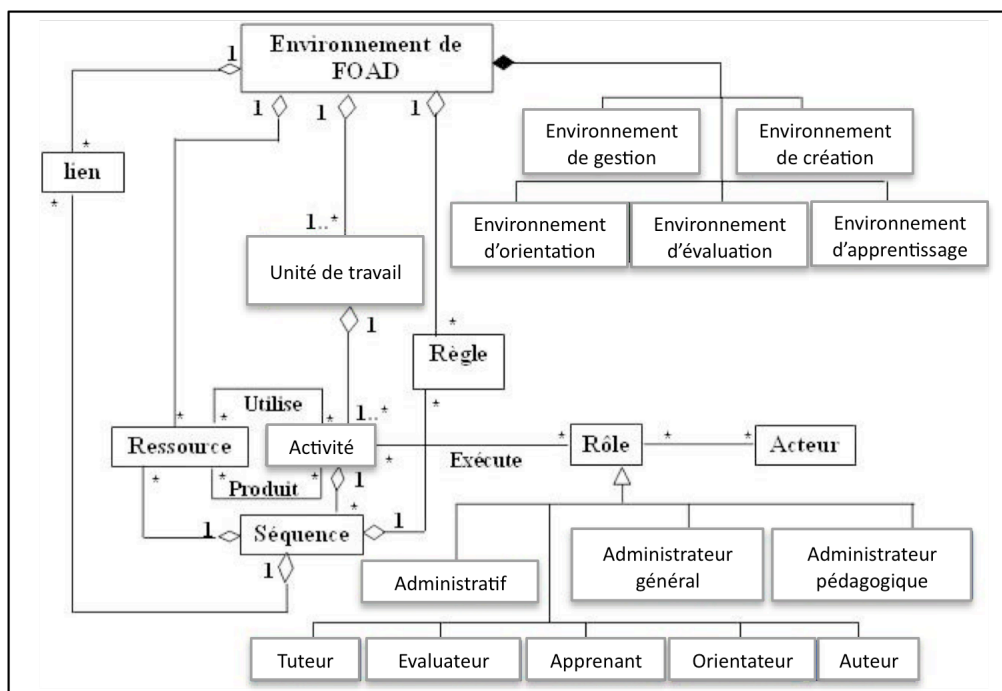 Environnement de
FOAD
1
1
1
1
*
lien
*
Environnement
de gestion
Environnement
de création
Environnement
d'orientation
Environnement
d'évaluation
Environnement
d'apprentissage
1..*
Unité de travail
1
*
Règle
*
Utilise
*
*
*
1..*
Ressource
Activité
*
Exécute
*
Rôle
*
*
Acteur
*
*
Produit
*
1
*
1
Séquence
1
1
Administratif
Administrateur
général
Administrateur
pédagogique
Tuteur
Evaluateur
Apprenant
Orientateur
Auteur